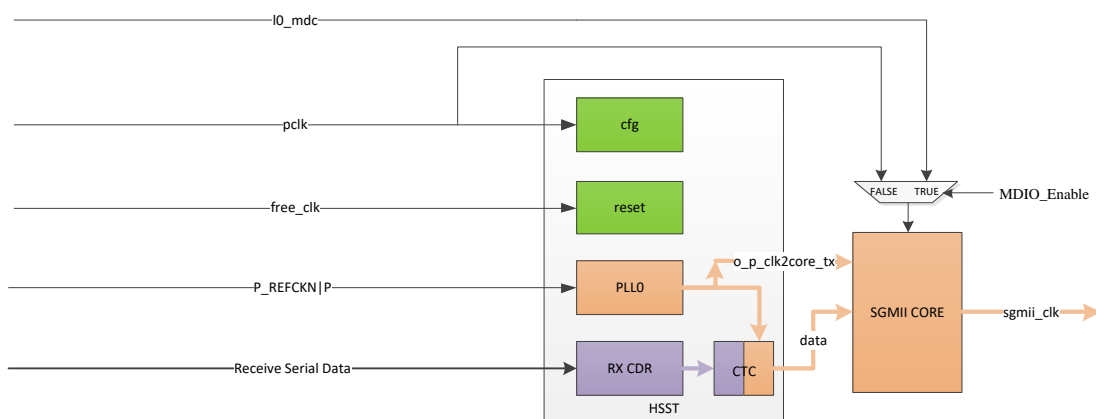 l0_mdc
pclk
cfg
FALSE TRUE
MDIO_Enable
free_clk
reset
o_p_clk2core_tx
P_REFCKN|P
PLL0
SGMII CORE
sgmii_clk
data
Receive Serial Data
RX CDR
CTC
HSST